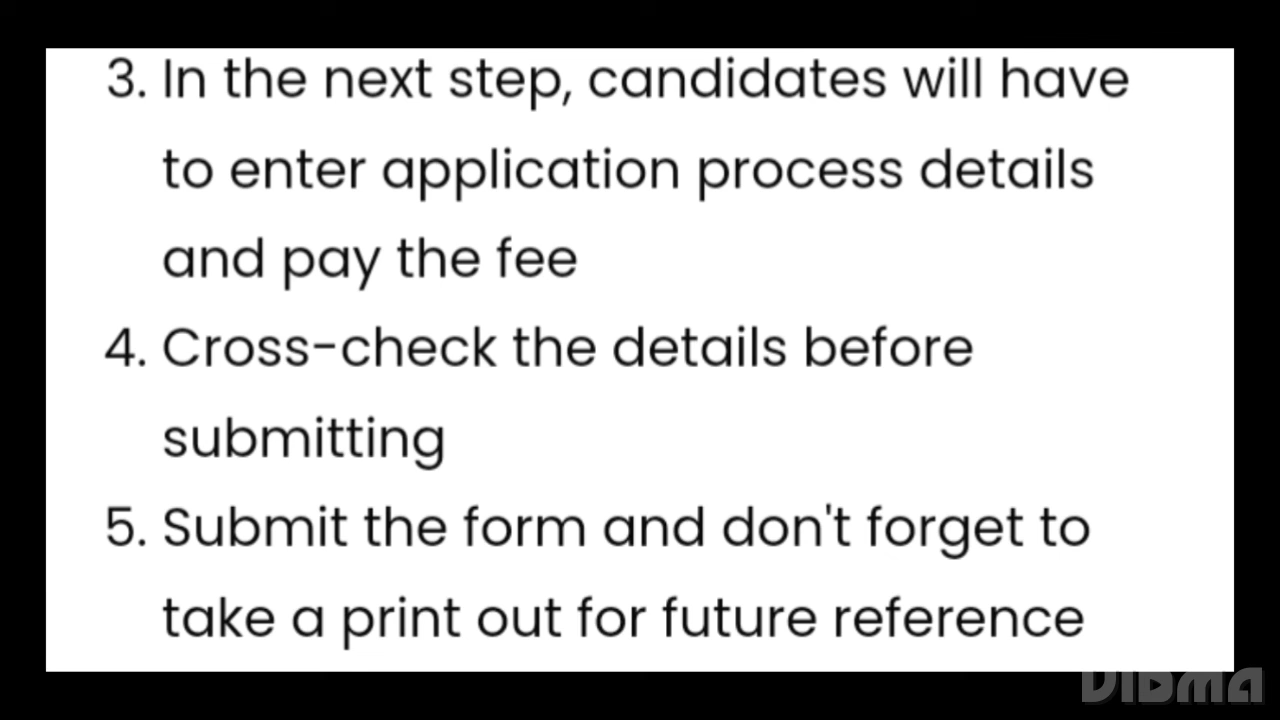 3. In the next step, candidates will have
to enter application process details
and pay the fee
4. Cross-check the details before
submitting
5. Submit the form and don't forget to
take a print out for future reference